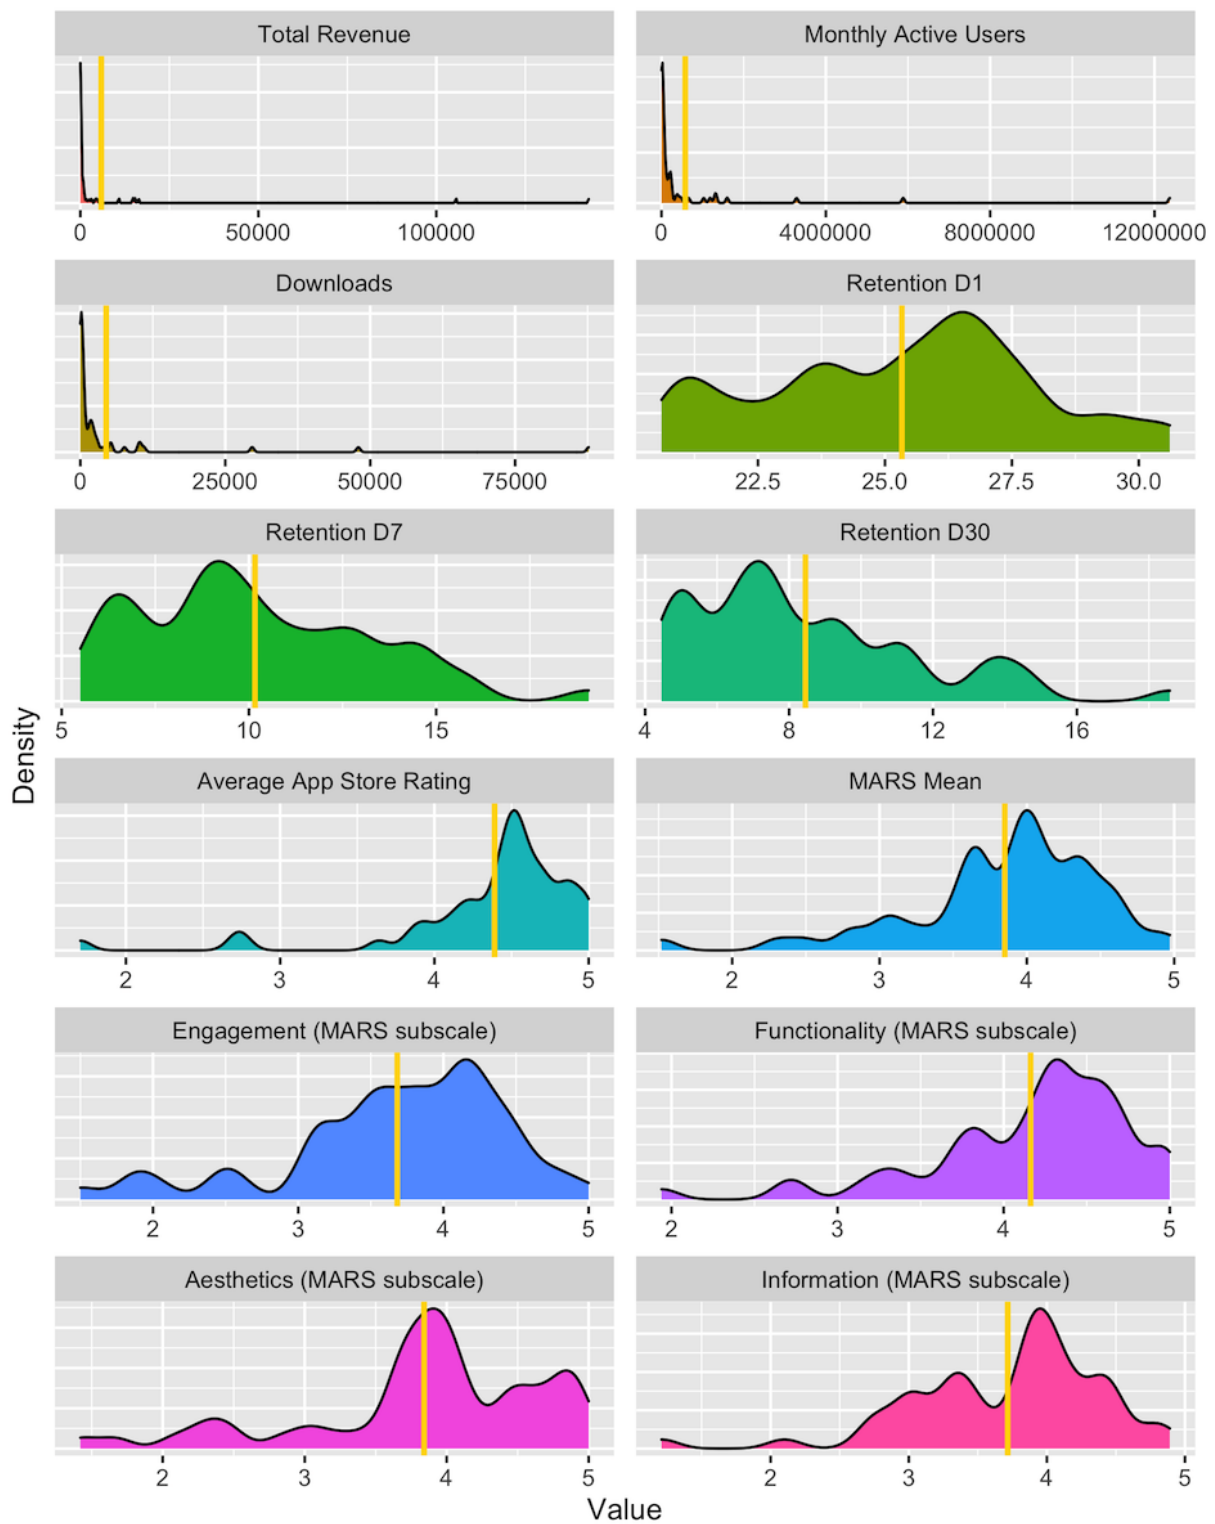 Total Revenue
Monthly Active Users
0 50000 100000
0 4000000 8000000 12000000
Downloads
Retention D1
0 25000 50000 75000
22.5 25.0 27.5 30.0
Retention D7
Retention D30
5 10 15
4 8 12 16
Density
Average App Store Rating
MARS Mean
2 3 4 5
2 3 4 5
Engagement (MARS subscale)
Functionality (MARS subscale)
2 3 4 5
2 3 4 5
Aesthetics (MARS subscale)
Information (MARS subscale)
2 3 4 5
2 3 4 5
Value